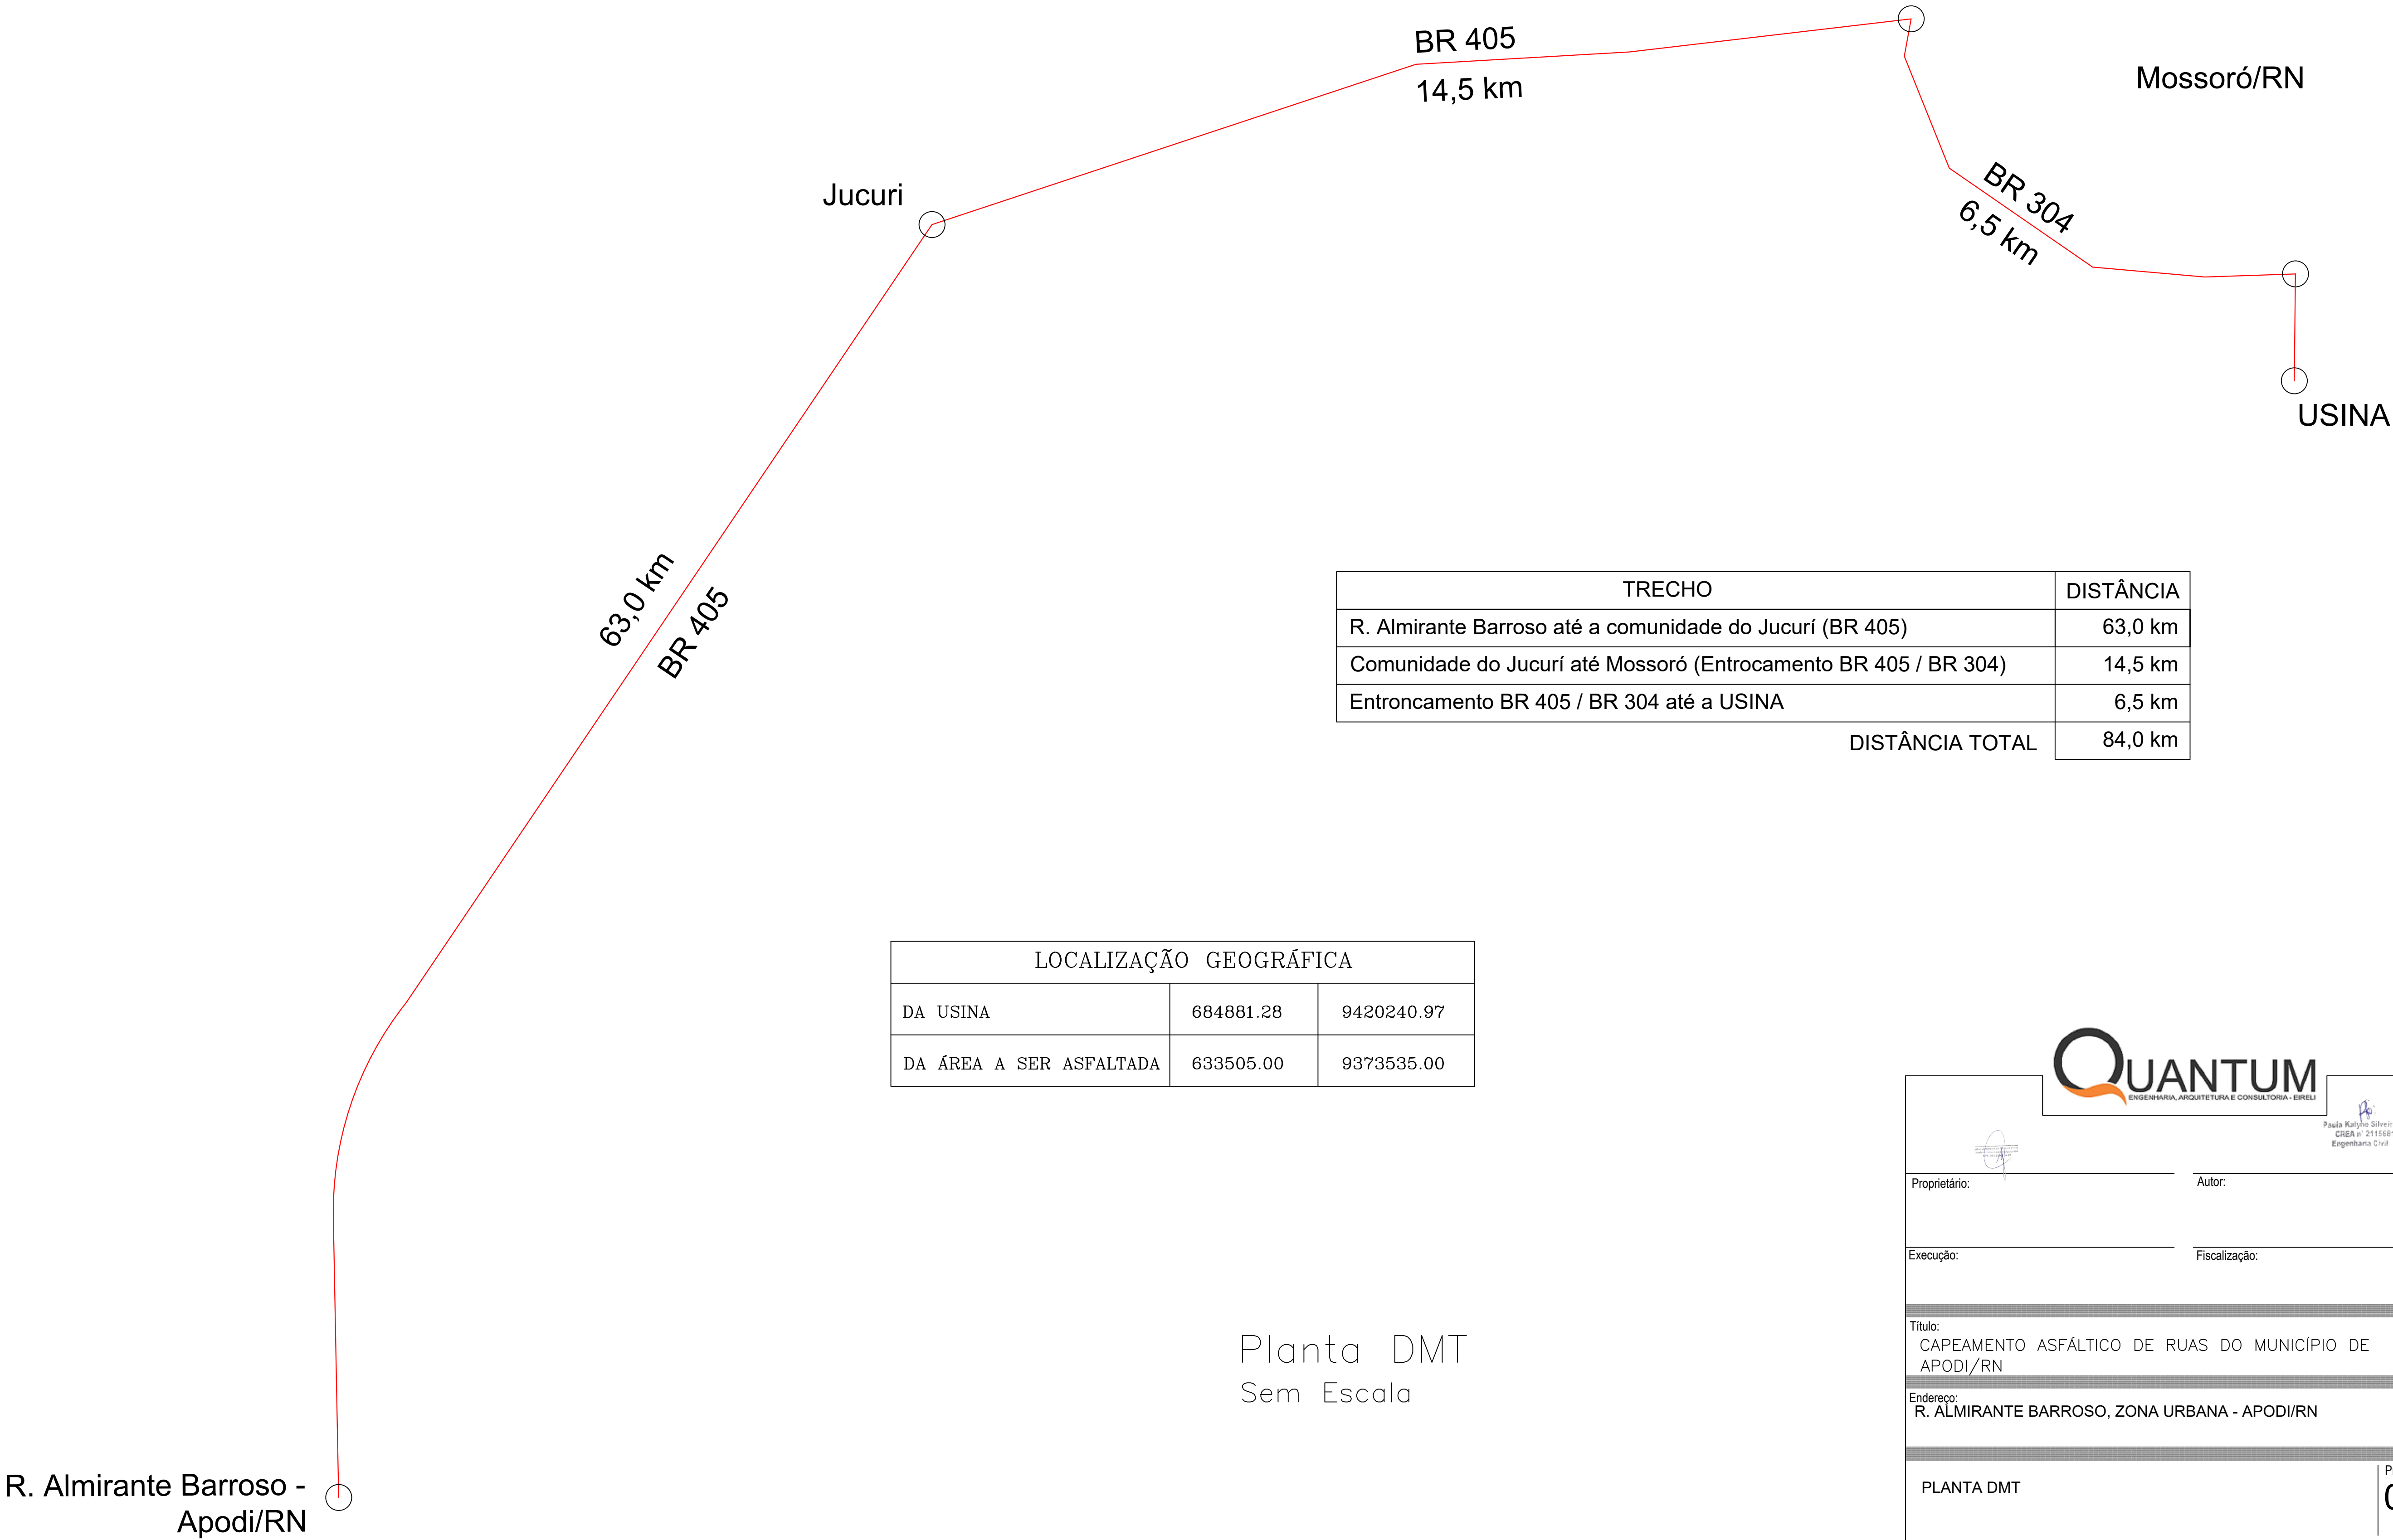 BR 405
14,5 km
Mossoró/RN
Jucuri
BR 304
6,5 km
USINA
63,0 km
BR 405
TRECHO DISTÂNCIA
R. Almirante Barroso até a comunidade do Jucurí (BR 405) 63,0 km
Comunidade do Jucurí até Mossoró (Entrocamento BR 405 / BR 304) 14,5 km
Entroncamento BR 405 / BR 304 até a USINA 6,5 km
DISTÂNCIA TOTAL 84,0 km
LOCALIZAÇÃO GEOGRÁFICA
DA USINA 684881.28 9420240.97
DA ÁREA A SER ASFALTADA 633505.00 9373535.00
QUANTUM
ENGENHARIA, ARQUITETURA E CONSULTORIA - EIRELI
CREA n° 211568
Engenharia Civil
Proprietário: Autor:
Execução: Fiscalização:
Título:
CAPEAMENTO ASFÁLTICO DE RUAS DO MUNICÍPIO DE
APODI/RN
Endereço:
R. ALMIRANTE BARROSO, ZONA URBANA - APODI/RN
PLANTA DMT
Planta DMT
Sem Escala
R. Almirante Barroso -
Apodi/RN